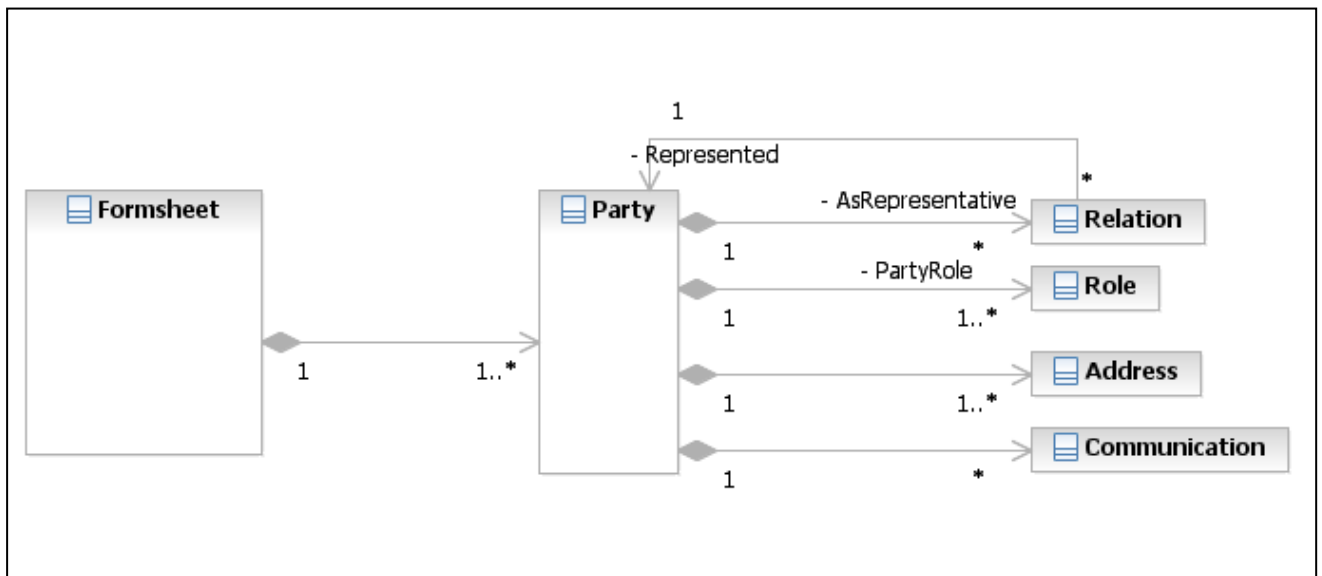 1
- Represented
*
Formsheet
Party
- AsRepresentative
Relation
1
*
- PartyRole
Role
1
1..*
1
1..*
Address
1
1..*
Communication
1
*